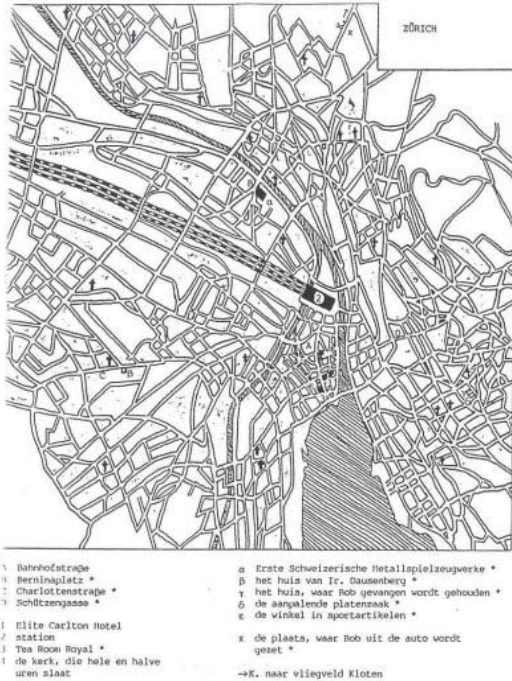 ZÜRICH
2
Bahnhofstraße
Berninaplatz *
Charlottenstraße *
Schützengasse *
Elite Carlton Hotel
station
Tea Room Royal *
de kerk, die hele en halve
uren slaat
α Erste Schweizerische Metallspielzeugwerke *
β het huis van Ir. Dausenberg *
γ het huis, waar Bob gevangen wordt gehouden *
δ de aanpalende platenzaak *
ε de winkel in sportartikelen *
x de plaats, waar Bob uit de auto wordt
gezet *
→K. naar vliegveld Kloten